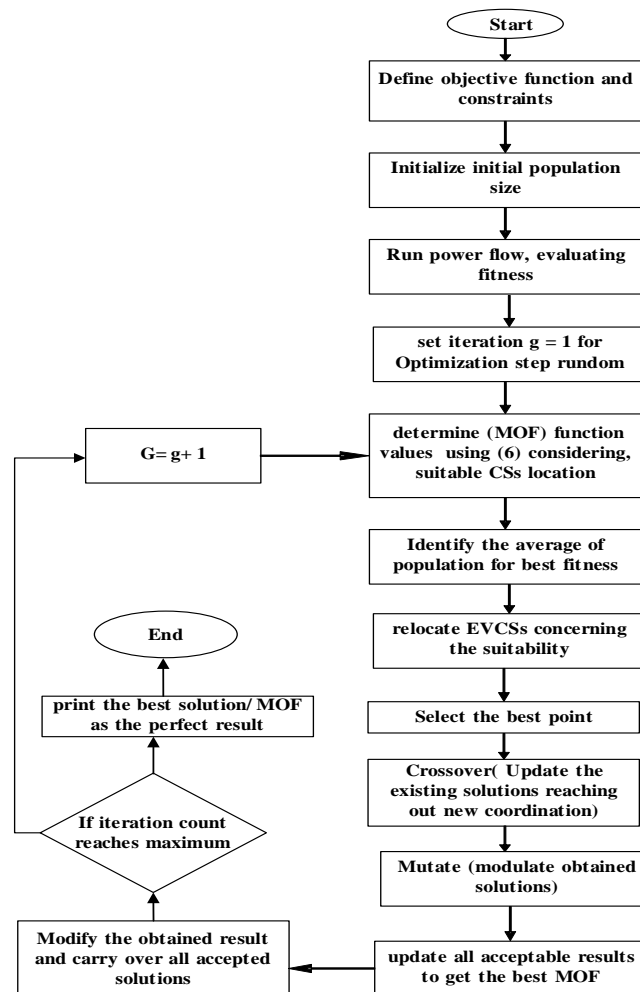 Start
Define objective function and
constraints
Initialize initial population
size
Run power flow, evaluating
fitness
set iteration g = 1 for
Optimization step rundom
determine (MOF) function
values using (6) considering,
suitable CSs location
G= g+ 1
Identify the average of
population for best fitness
relocate EVCSs concerning
the suitability
Select the best point
Crossover( Update the
existing solutions reaching
out new coordination)
Mutate (modulate obtained
solutions)
update all acceptable results
to get the best MOF
Modify the obtained result
and carry over all accepted
solutions
If iteration count
reaches maximum
print the best solution/ MOF
as the perfect result
End